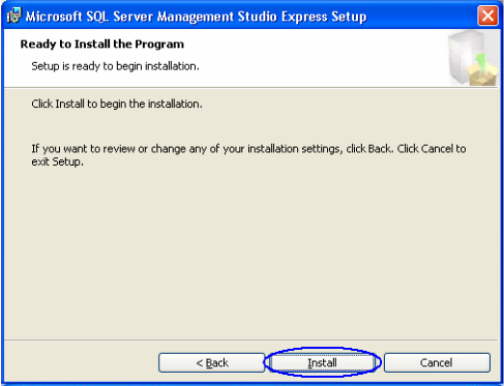 Microsoft SQL Server Management Studio Express Setup
Ready to Install the Program
Setup is ready to begin installation.
Click Install to begin the installation.
If you want to review or change any of your installation settings, click Back. Click Cancel to
exit Setup.
< Back Install Cancel